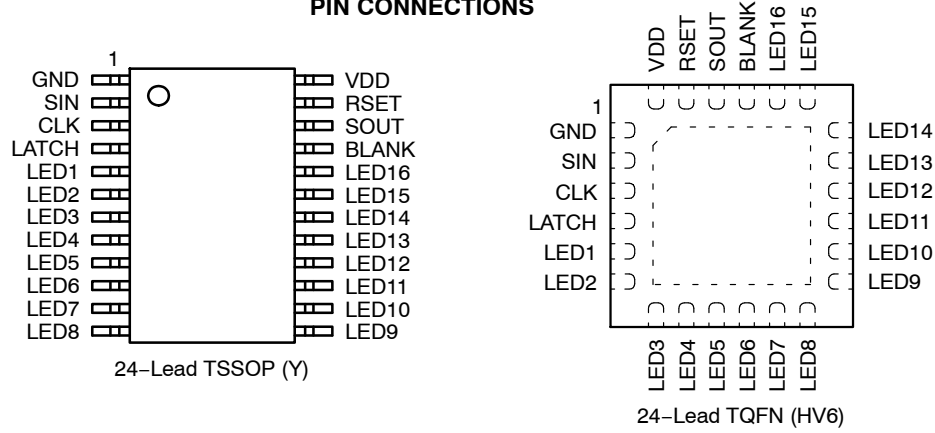 PIN CONNECTIONS
1
GND
SIN
CLK
LATCH
LED1
LED2
LED3
LED4
LED5
LED6
LED7
LED8
VDD
RSET
SOUT
BLANK
LED16
LED15
LED14
LED13
LED12
LED11
LED10
LED9
24−Lead TSSOP (Y)
VDD
RSET
SOUT
BLANK
LED16
LED15
1
GND
SIN
CLK
LATCH
LED1
LED2
LED14
LED13
LED12
LED11
LED10
LED9
LED3
LED4
LED5
LED6
LED7
LED8
24−Lead TQFN (HV6)